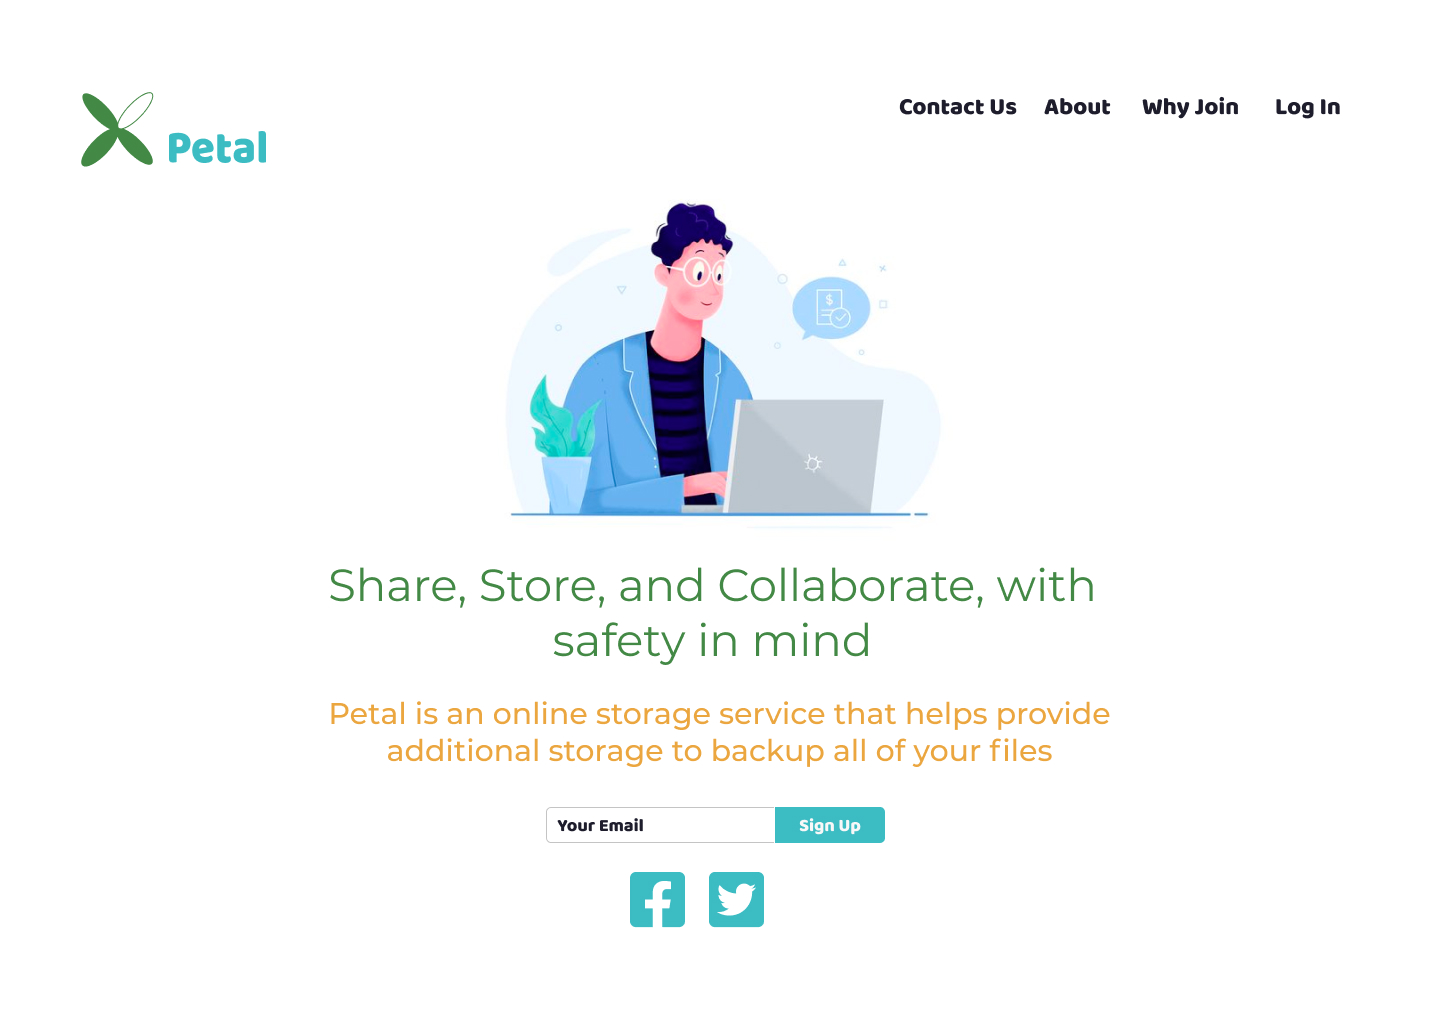 Petal
Contact Us
About
Why Join
Log In
$
Share, Store, and Collaborate, with
safety in mind
Petal is an online storage service that helps provide
additional storage to backup all of your files
Your Email
Sign Up